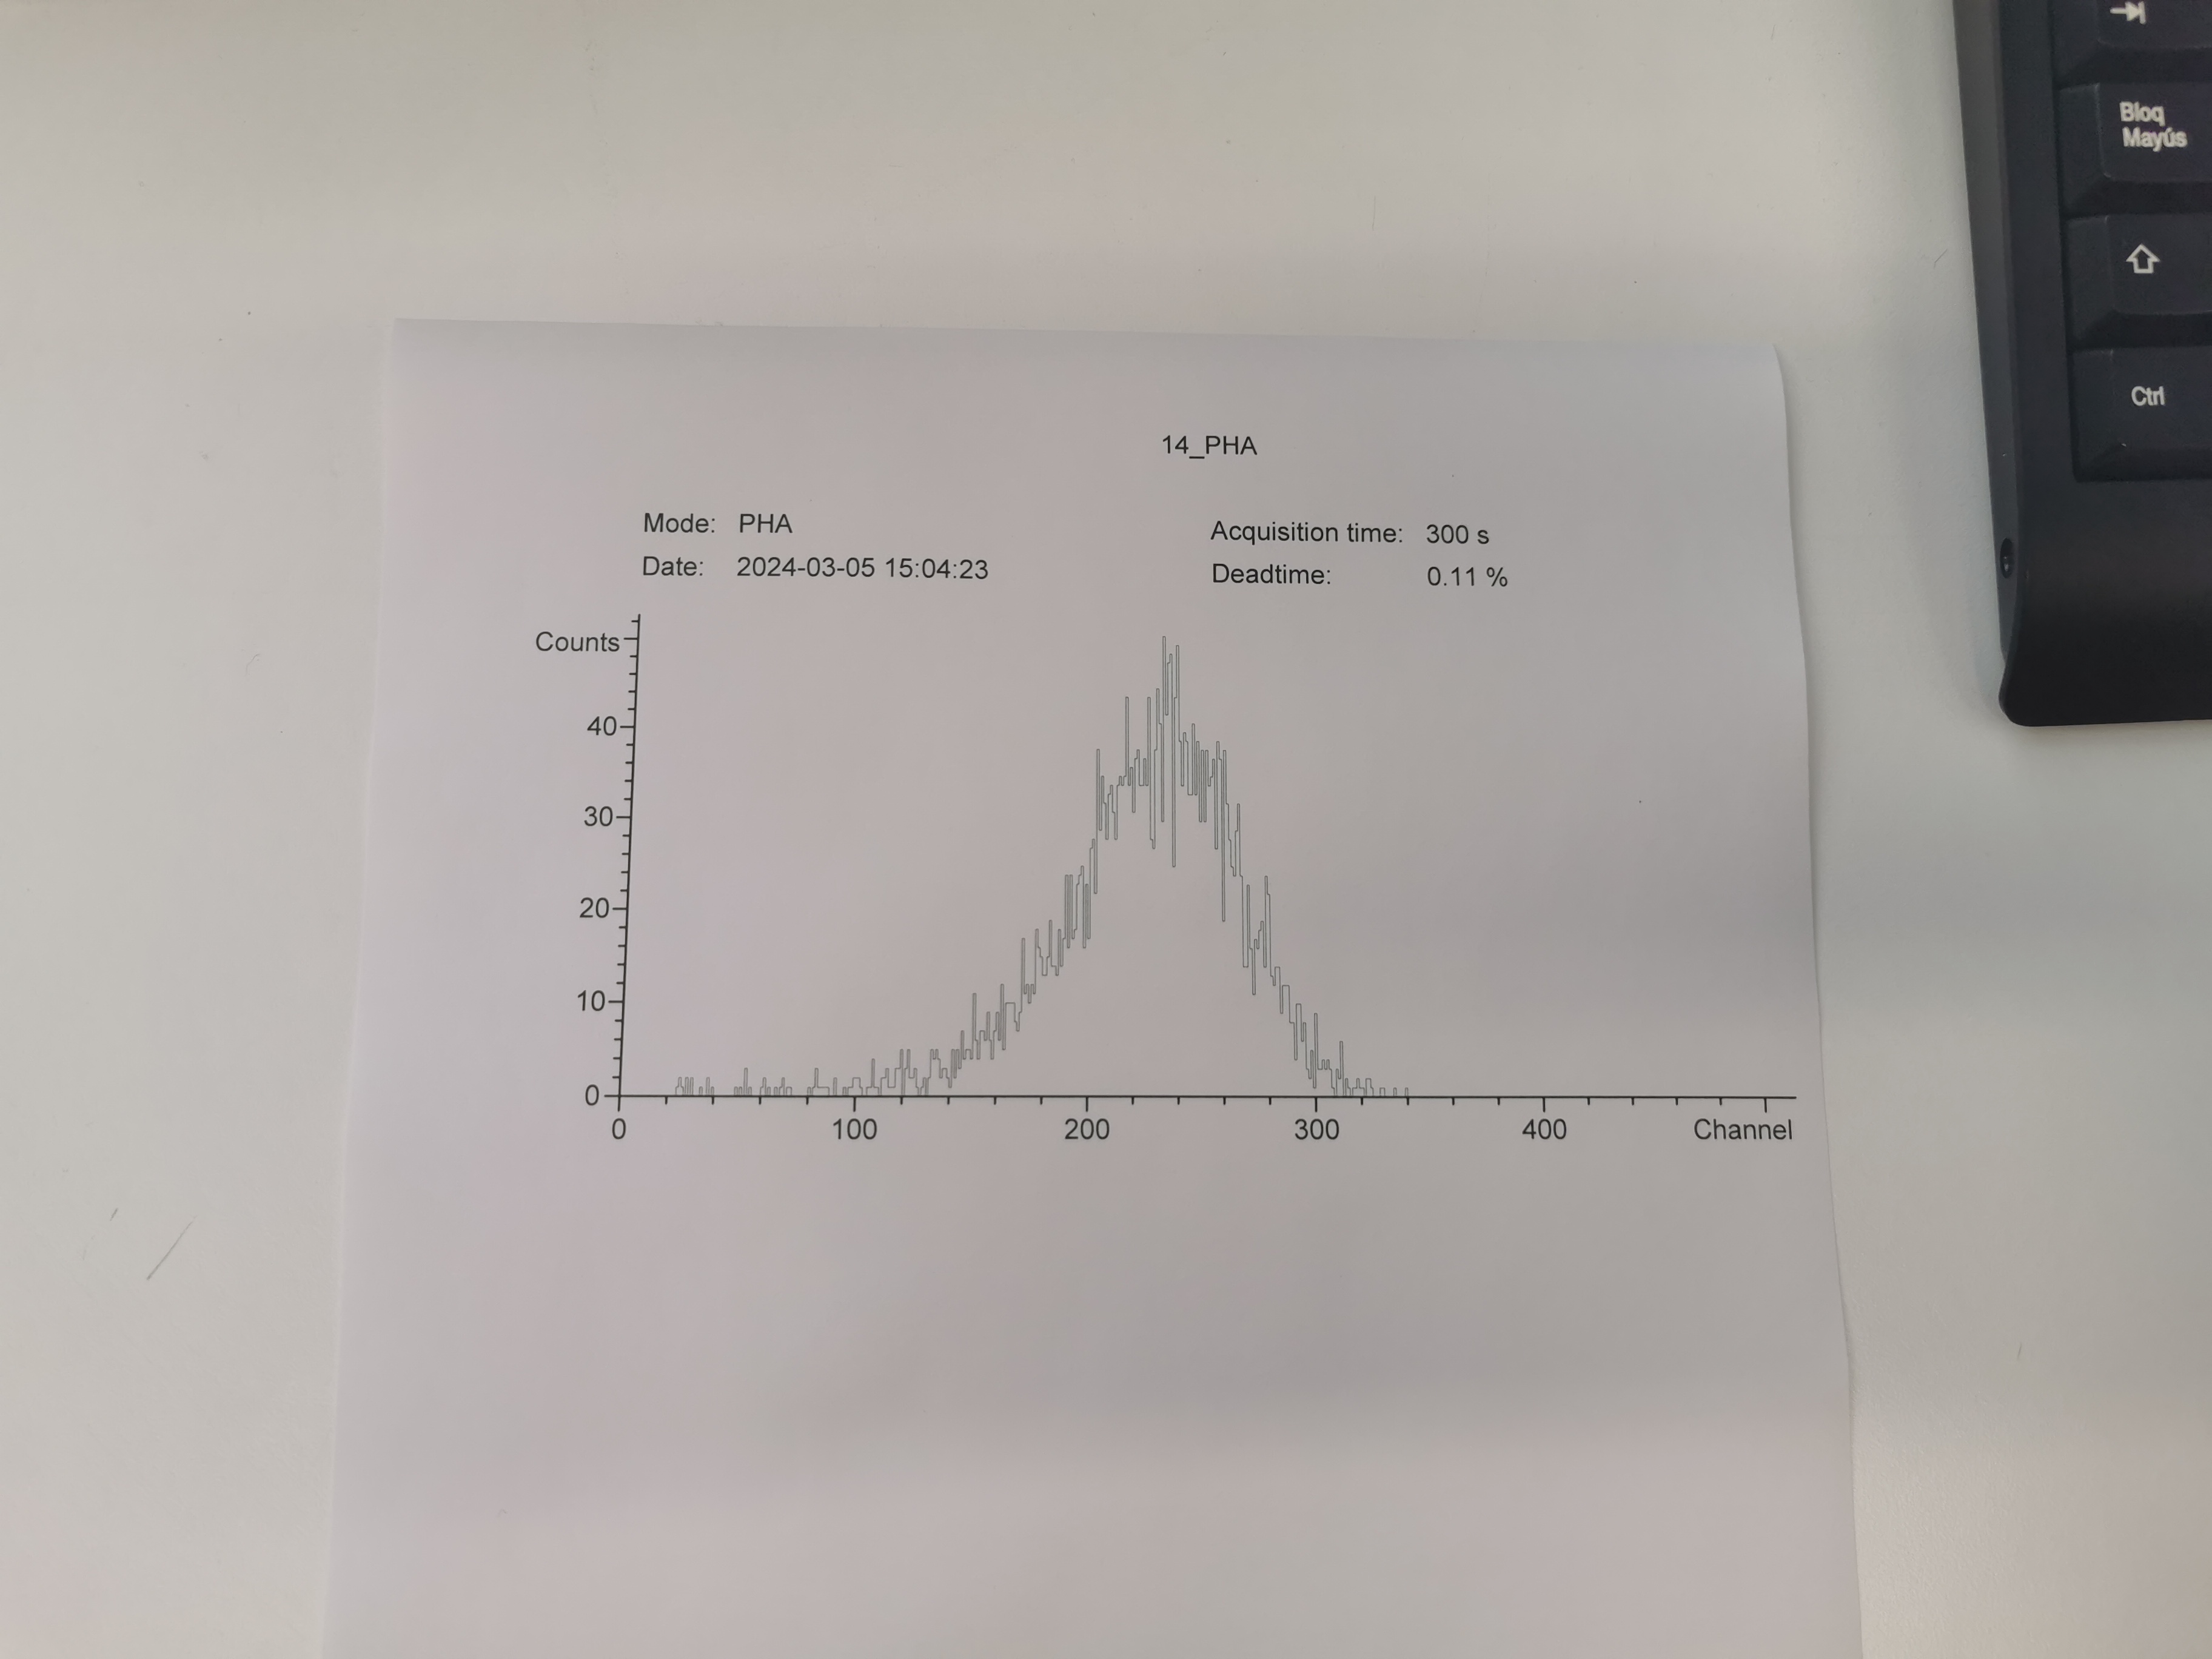 14_PHA
Mode: PHA
Acquisition time: 300 s
Date: 2024-03-05 15:04:23
Deadtime: 0.11 %
Counts
40
30
20
10
0
0 100 200 300 400 Channel
Bloq
Mayús
Ctrl